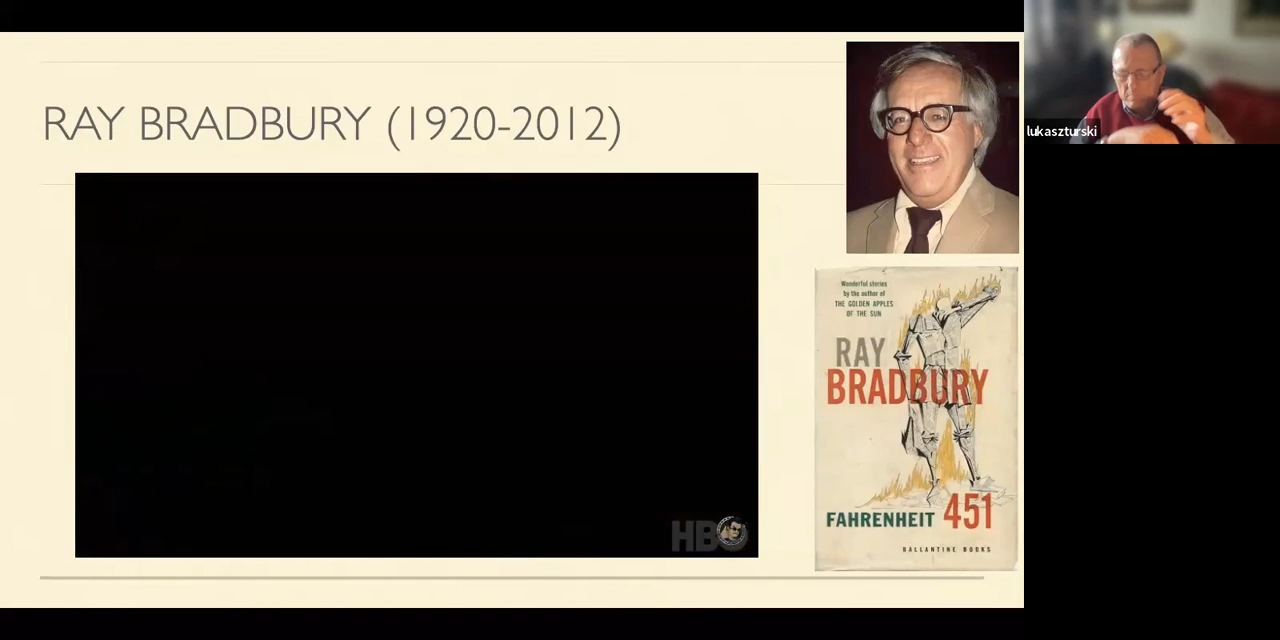 RAY BRADBURY (1920-2012)
lukaszturski
Wonderful stories
by the author of
THE GOLDEN APPLES
OF THE SUN
RAY
BRADBURY
FAHRENHEIT 451
BALLANTINE BOOKS
HBO